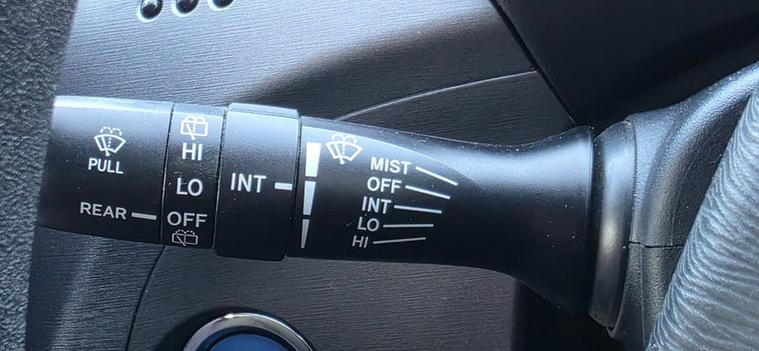 PULL
REAR
HI
LO
OFF
INT
MIST
OFF
INT
LO
HI